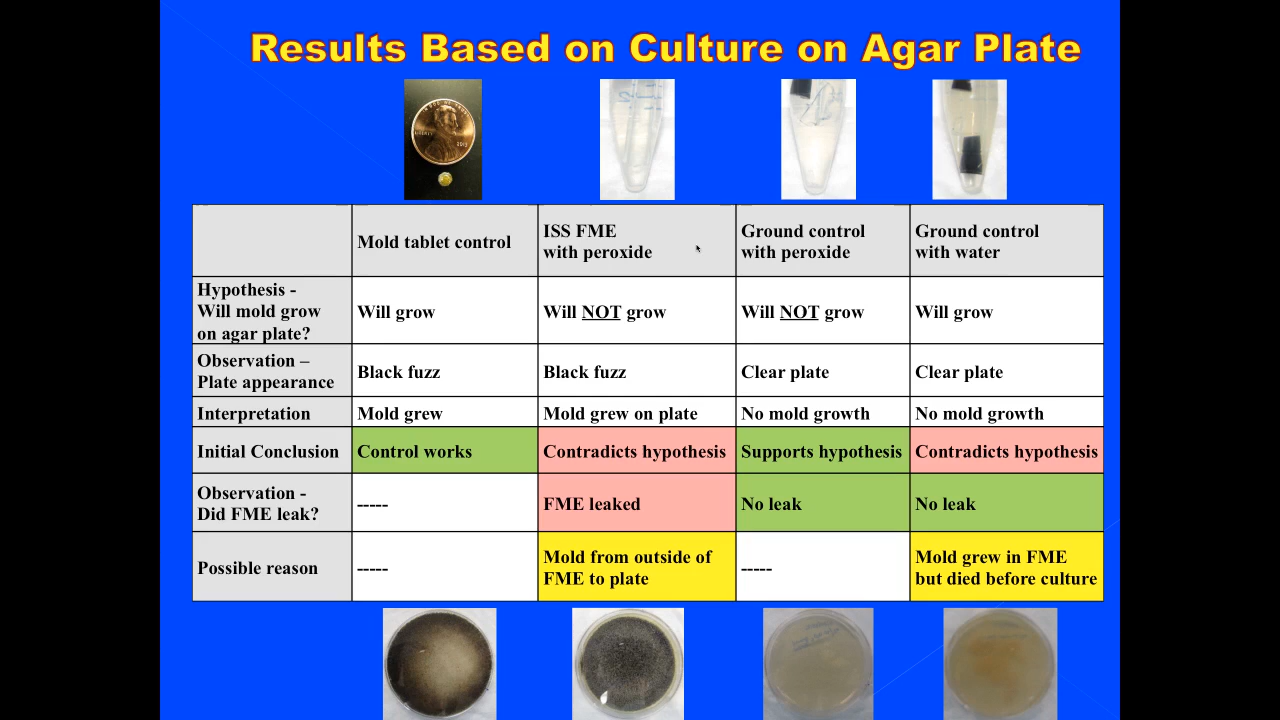 Results Based on Culture on Agar Plate
LIBERTY
2013
Mold tablet control
ISS FME
with peroxide
Ground control
with peroxide
Ground control
with water
Hypothesis -
Will mold grow
on agar plate?
Will grow
Will NOT grow
Will NOT grow
Will grow
Observation –
Plate appearance
Black fuzz
Black fuzz
Clear plate
Clear plate
Interpretation
Mold grew
Mold grew on plate
No mold growth
No mold growth
Initial Conclusion
Control works
Contradicts hypothesis
Supports hypothesis
Contradicts hypothesis
Observation -
Did FME leak?
-----
FME leaked
No leak
No leak
Possible reason
-----
Mold from outside of
FME to plate
-----
Mold grew in FME
but died before culture